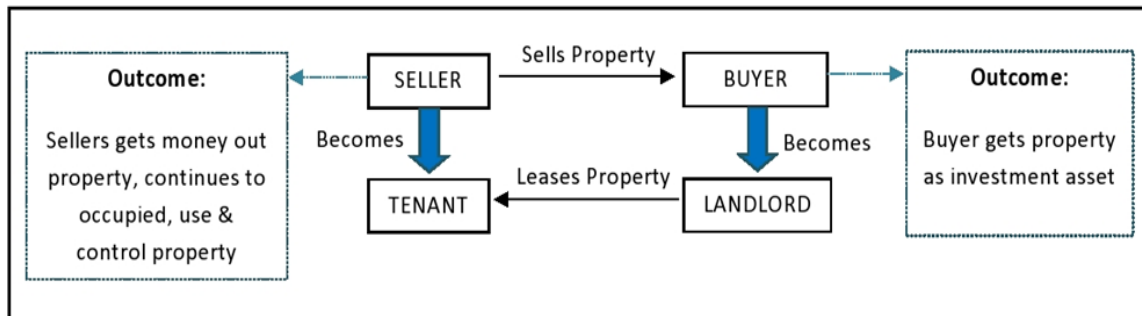 Outcome:
Sellers gets money out
property, continues to
occupied, use &
control property
SELLER
Sells Property
BUYER
Becomes
Becomes
TENANT
Leases Property
LANDLORD
Outcome:
Buyer gets property
as investment asset